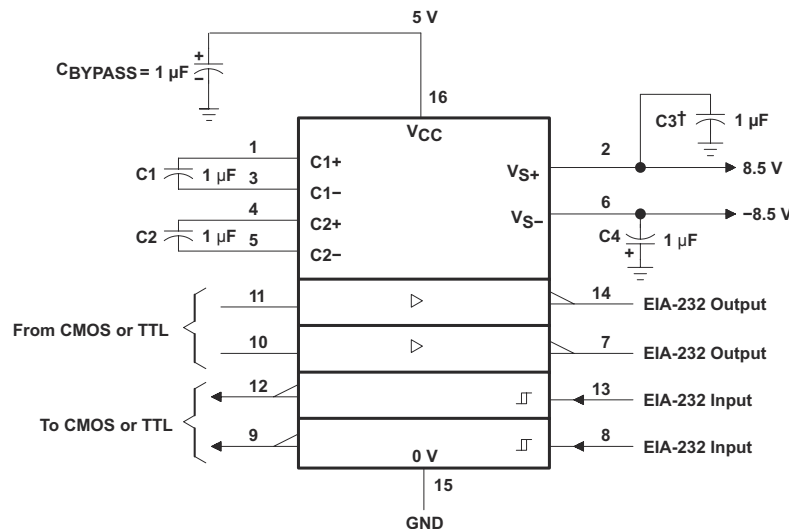 5 V
CBYPASS = 1 µF
+
−
16
VCC
C3† 1 µF
1
C1+
2
VS+
8.5 V
C1 1 µF
3
C1−
4
C2+
6
VS−
−8.5 V
C2 1 µF
5
C2−
C4 1 µF
+
From CMOS or TTL
11
14
EIA-232 Output
10
7
EIA-232 Output
To CMOS or TTL
12
13
EIA-232 Input
9
8
EIA-232 Input
0 V
15
GND